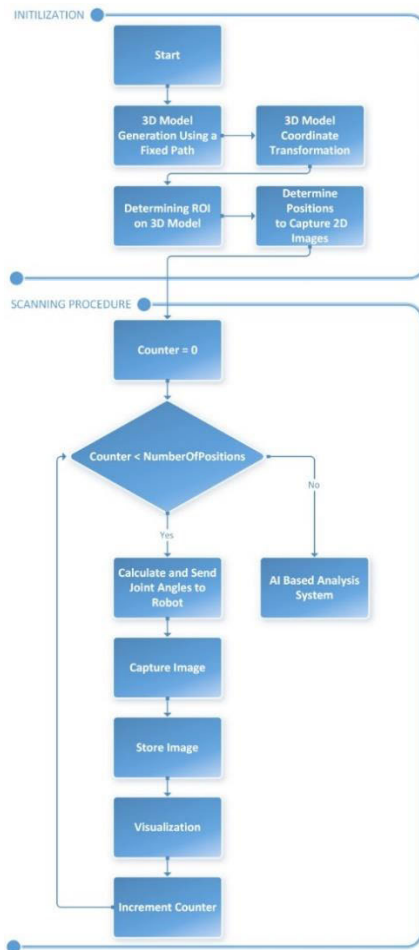 INITILIZATION
Start
3D Model
Generation Using a
Fixed Path
3D Model
Coordinate
Transformation
Determining ROI
on 3D Model
Determine
Positions
to Capture 2D
Images
SCANNING PROCEDURE
Counter = 0
Counter < NumberOfPositions
No
Yes
Calculate and Send
Joint Angles to
Robot
AI Based Analysis
System
Capture Image
Store Image
Visualization
Increment Counter